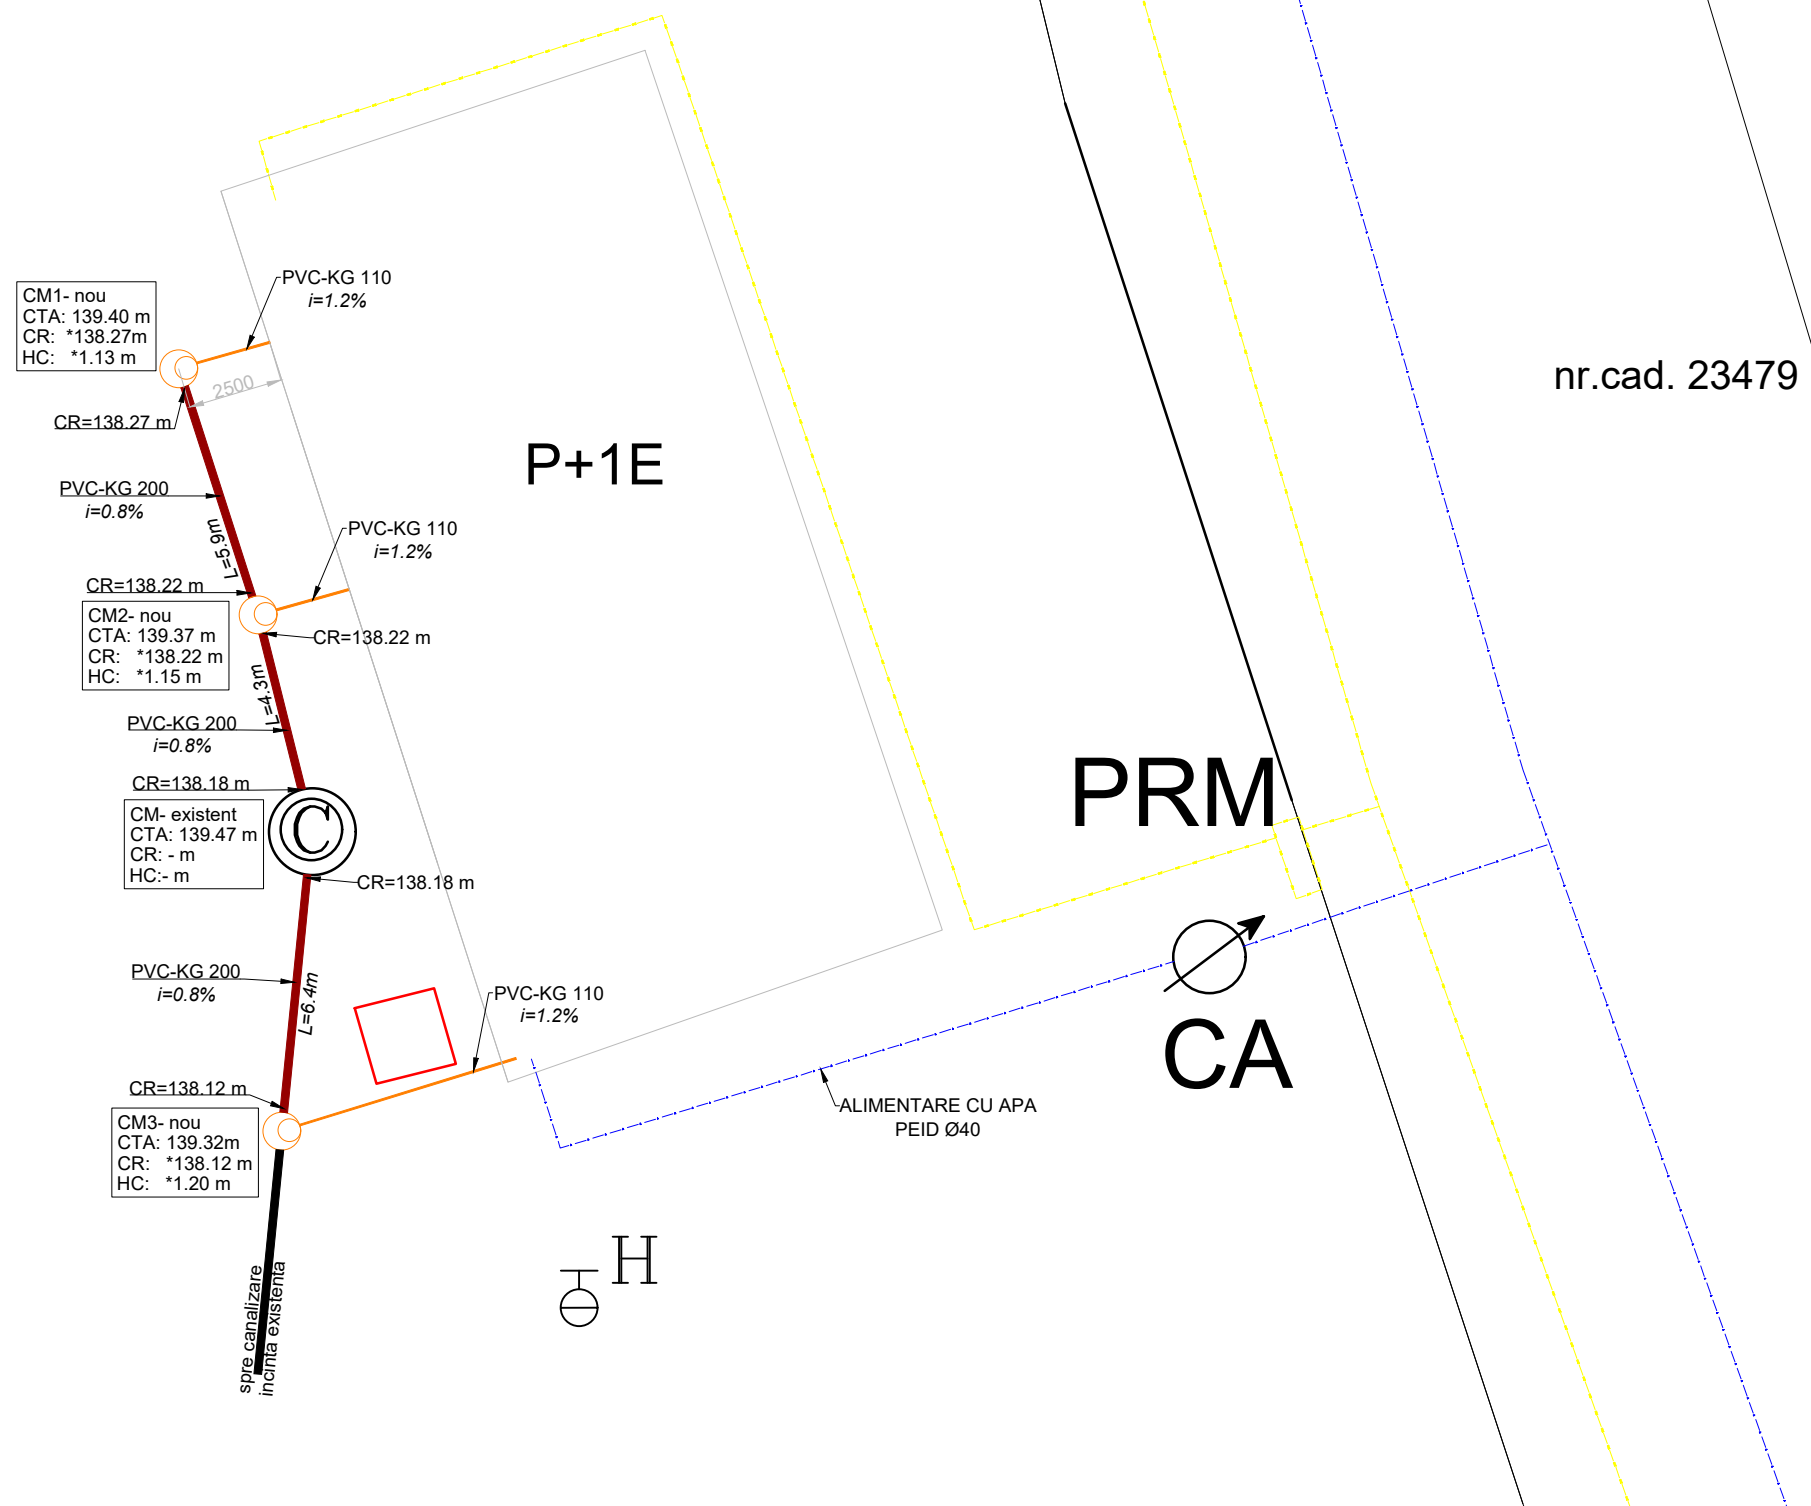 PVC-KG 110
i=1.2%
CM1- nou
CTA: 139.40 m
CR: *138.27m
HC: *1.13 m
2500
nr.cad. 23479
CR=138.27 m
P+1E
PVC-KG 200
i=0.8%
L=5.9m
PVC-KG 110
i=1.2%
CR=138.22 m
CM2- nou
CTA: 139.37 m
CR: *138.22 m
HC: *1.15 m
CR=138.22 m
L=4.3m
PVC-KG 200
i=0.8%
PRM
CR=138.18 m
CM- existent
CTA: 139.47 m
CR: - m
HC:- m
C
CR=138.18 m
PVC-KG 200
i=0.8%
L=6.4m
PVC-KG 110
i=1.2%
CA
CR=138.12 m
ALIMENTARE CU APA
PEID Ø40
CM3- nou
CTA: 139.32m
CR: *138.12 m
HC: *1.20 m
H
spre canalizare
incinta existenta